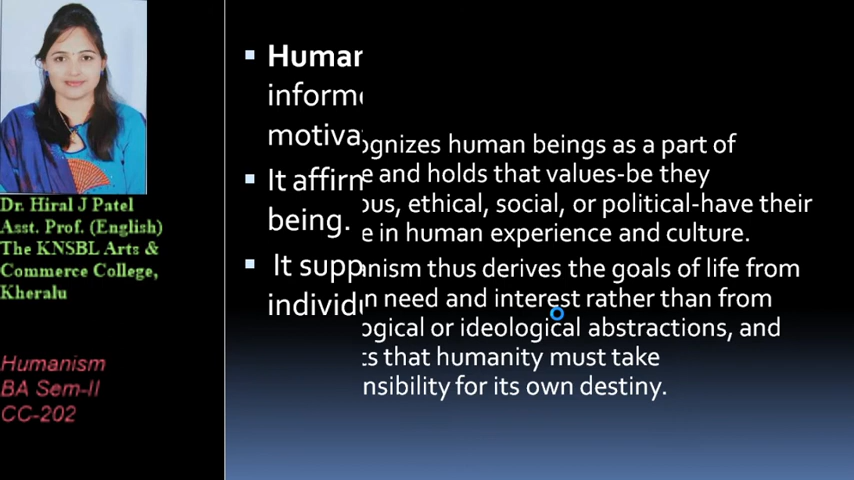 Dr. Hiral J Patel
Asst. Prof. (English)
The KNSBL Arts &
Commerce College,
Kheralu
Humanism
BA Sem-II
CC-202
Human
inform
motiva
It affirm
being.
It supp
individu
ognizes human beings as a part of
e and holds that values-be they
ous, ethical, social, or political-have their
e in human experience and culture.
anism thus derives the goals of life from
n need and interest rather than from
ogical or ideological abstractions, and
ts that humanity must take
nsibility for its own destiny.